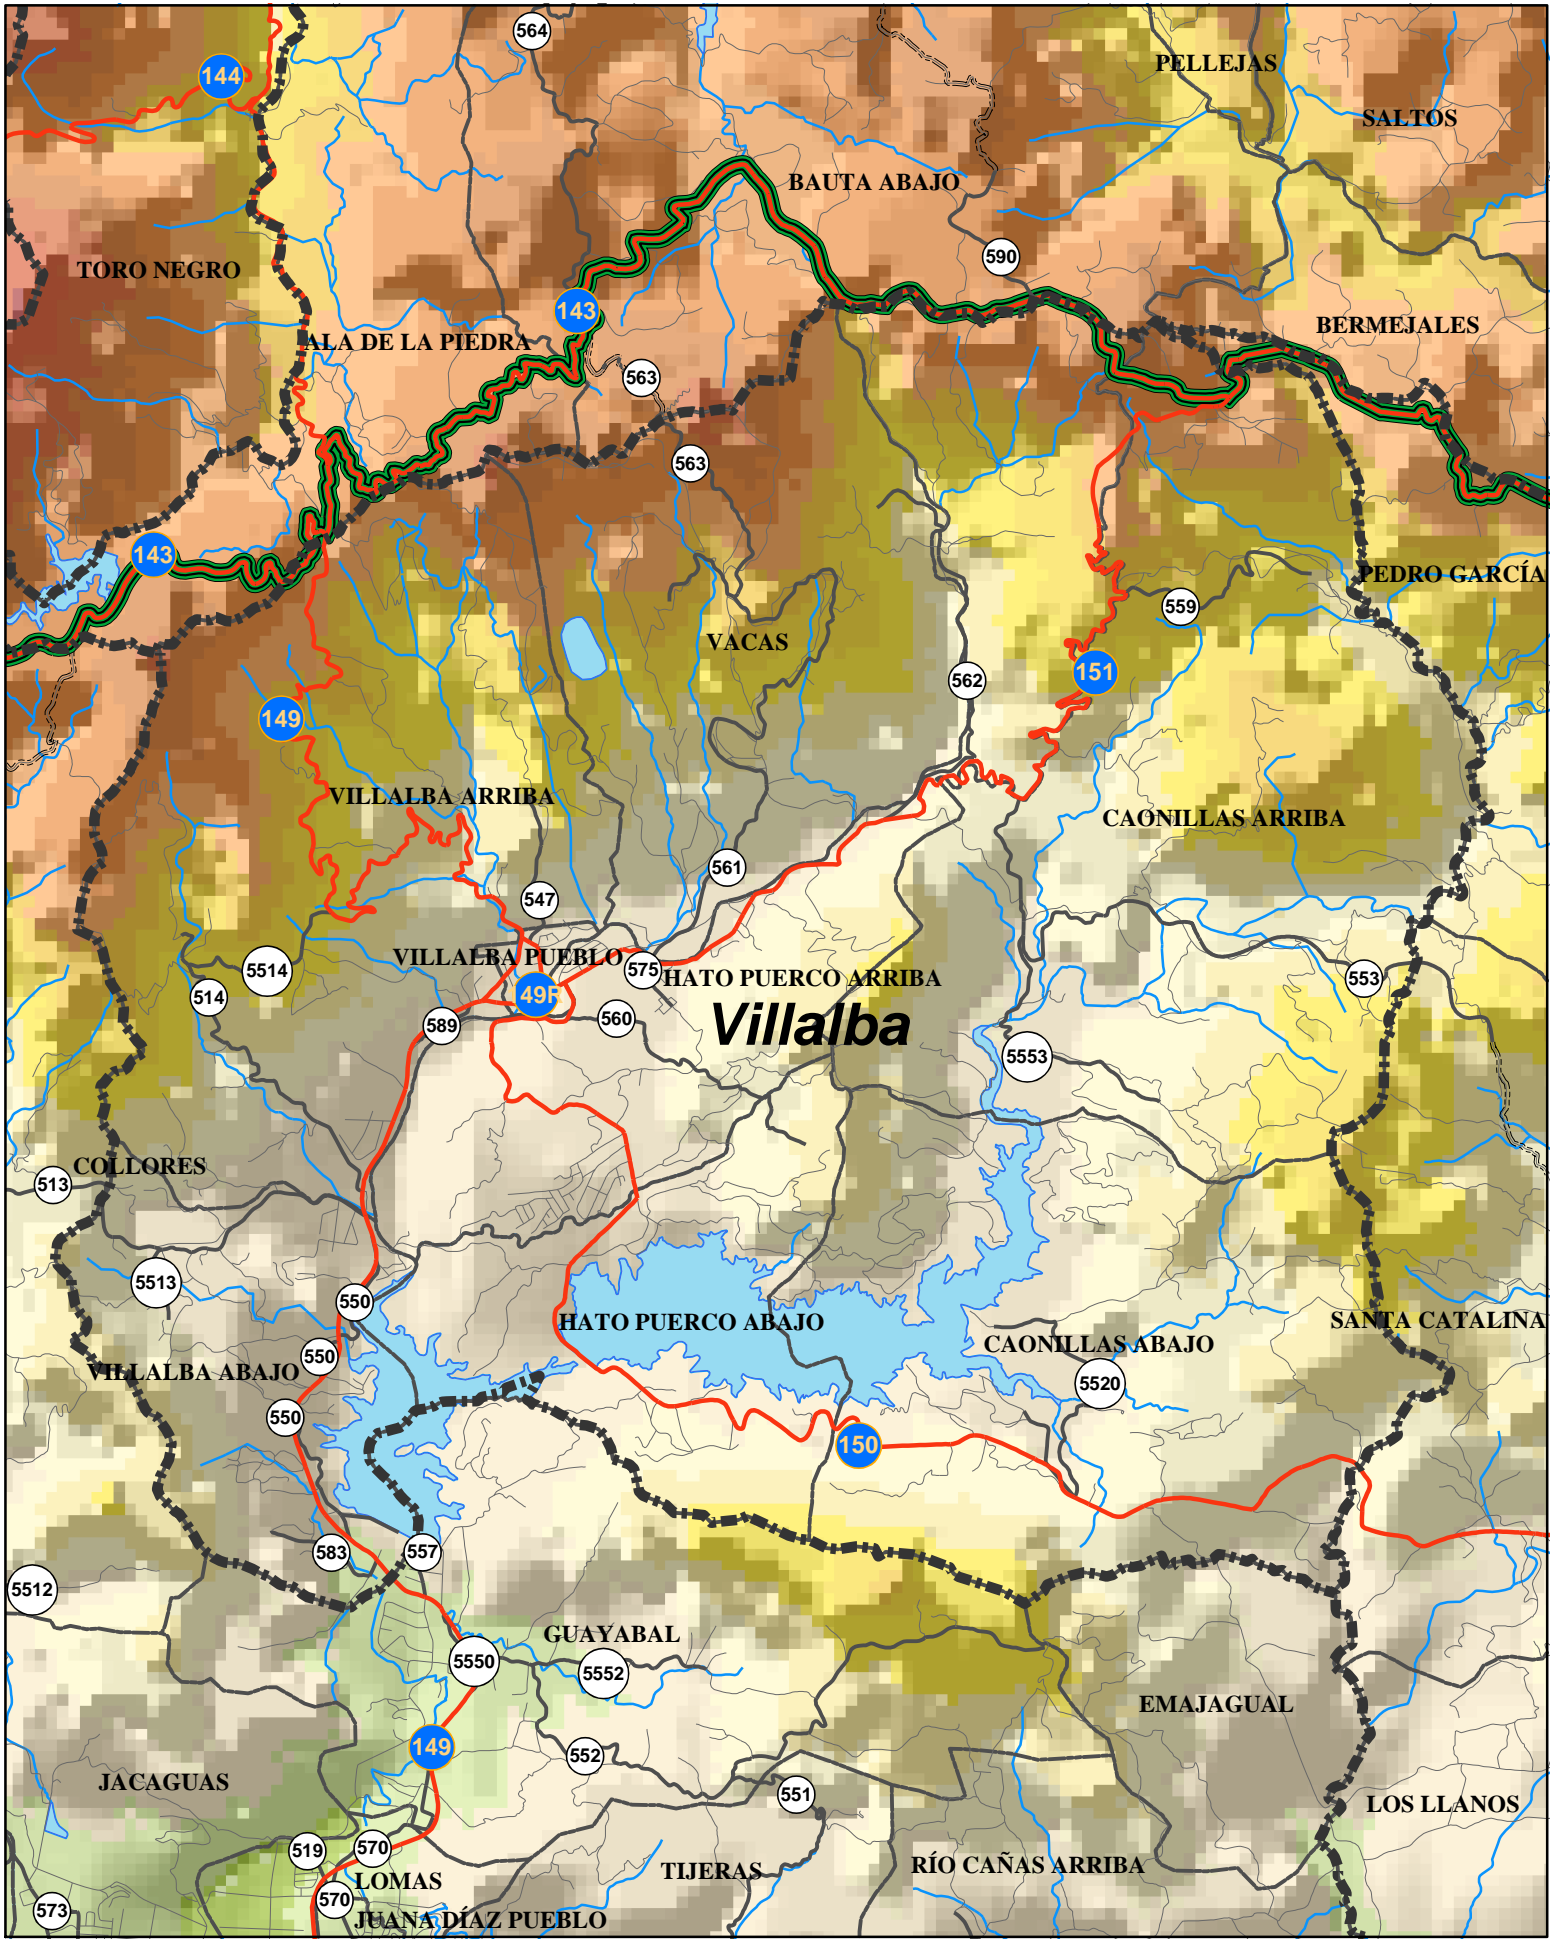 564
PELLEJAS
144
SALTOS
BAUTA ABAJO
590
TORO NEGRO
143
BERMEJALES
ALA DE LA PIEDRA
563
563
143
PEDRO GARCÍA
559
VACAS
151
562
149
VILLALBA ARRIBA
CAONILLAS ARRIBA
561
547
VILLALBA PUEBLO
575
5514
HATO PUERCO ARRIBA
553
514
49R
560
589
Villalba
5553
COLLORES
513
5513
550
HATO PUERCO ABAJO
SANTA CATALINA
CAONILLAS ABAJO
550
VILLALBA ABAJO
5520
550
150
583
557
5512
GUAYABAL
5550
5552
EMAJAGUAL
149
552
JACAGUAS
551
LOS LLANOS
519
570
RÍO CAÑAS ARRIBA
TIJERAS
LOMAS
570
573
JUANA DÍAZ PUEBLO